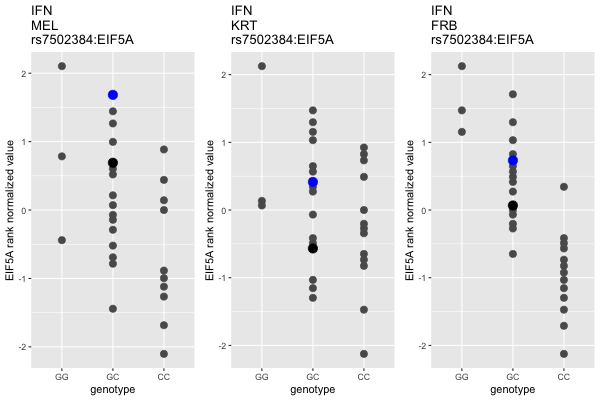 IFN
MEL
rs7502384:EIF5A
EIF5A rank normalized value
2
1
0
-1
-2
GG
GC
CC
genotype
IFN
KRT
rs7502384:EIF5A
EIF5A rank normalized value
2
1
0
-1
-2
GG
GC
CC
genotype
IFN
FRB
rs7502384:EIF5A
EIF5A rank normalized value
2
1
0
-1
-2
GG
GC
CC
genotype